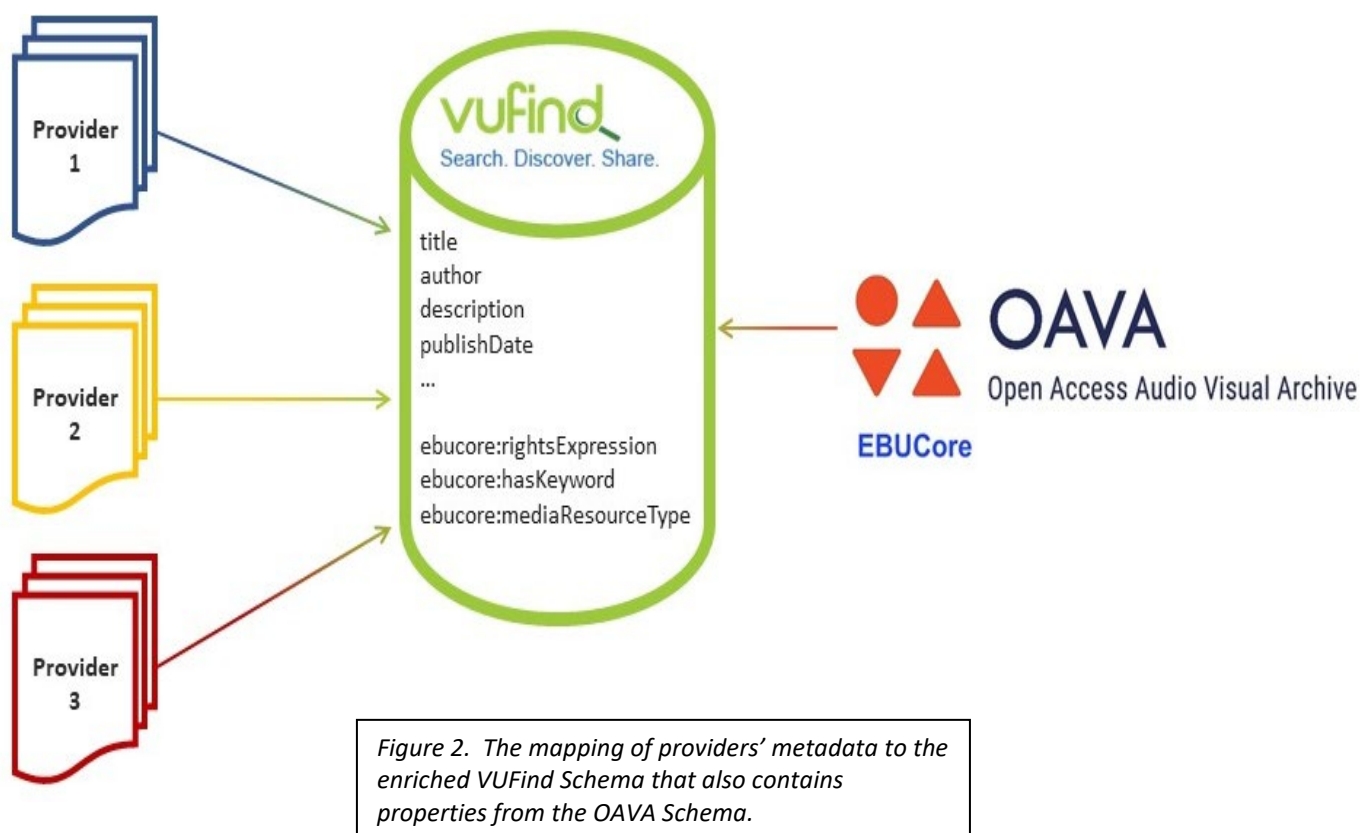 Provider
1
Provider
2
Provider
3
vufind
Search. Discover. Share.
title
author
description
publishDate
...
ebucore:rightsExpression
ebucore:hasKeyword
ebucore:mediaResourceType
OAVA
Open Access Audio Visual Archive
EBUCore
Figure 2. The mapping of providers’ metadata to the
enriched VUFind Schema that also contains
properties from the OAVA Schema.